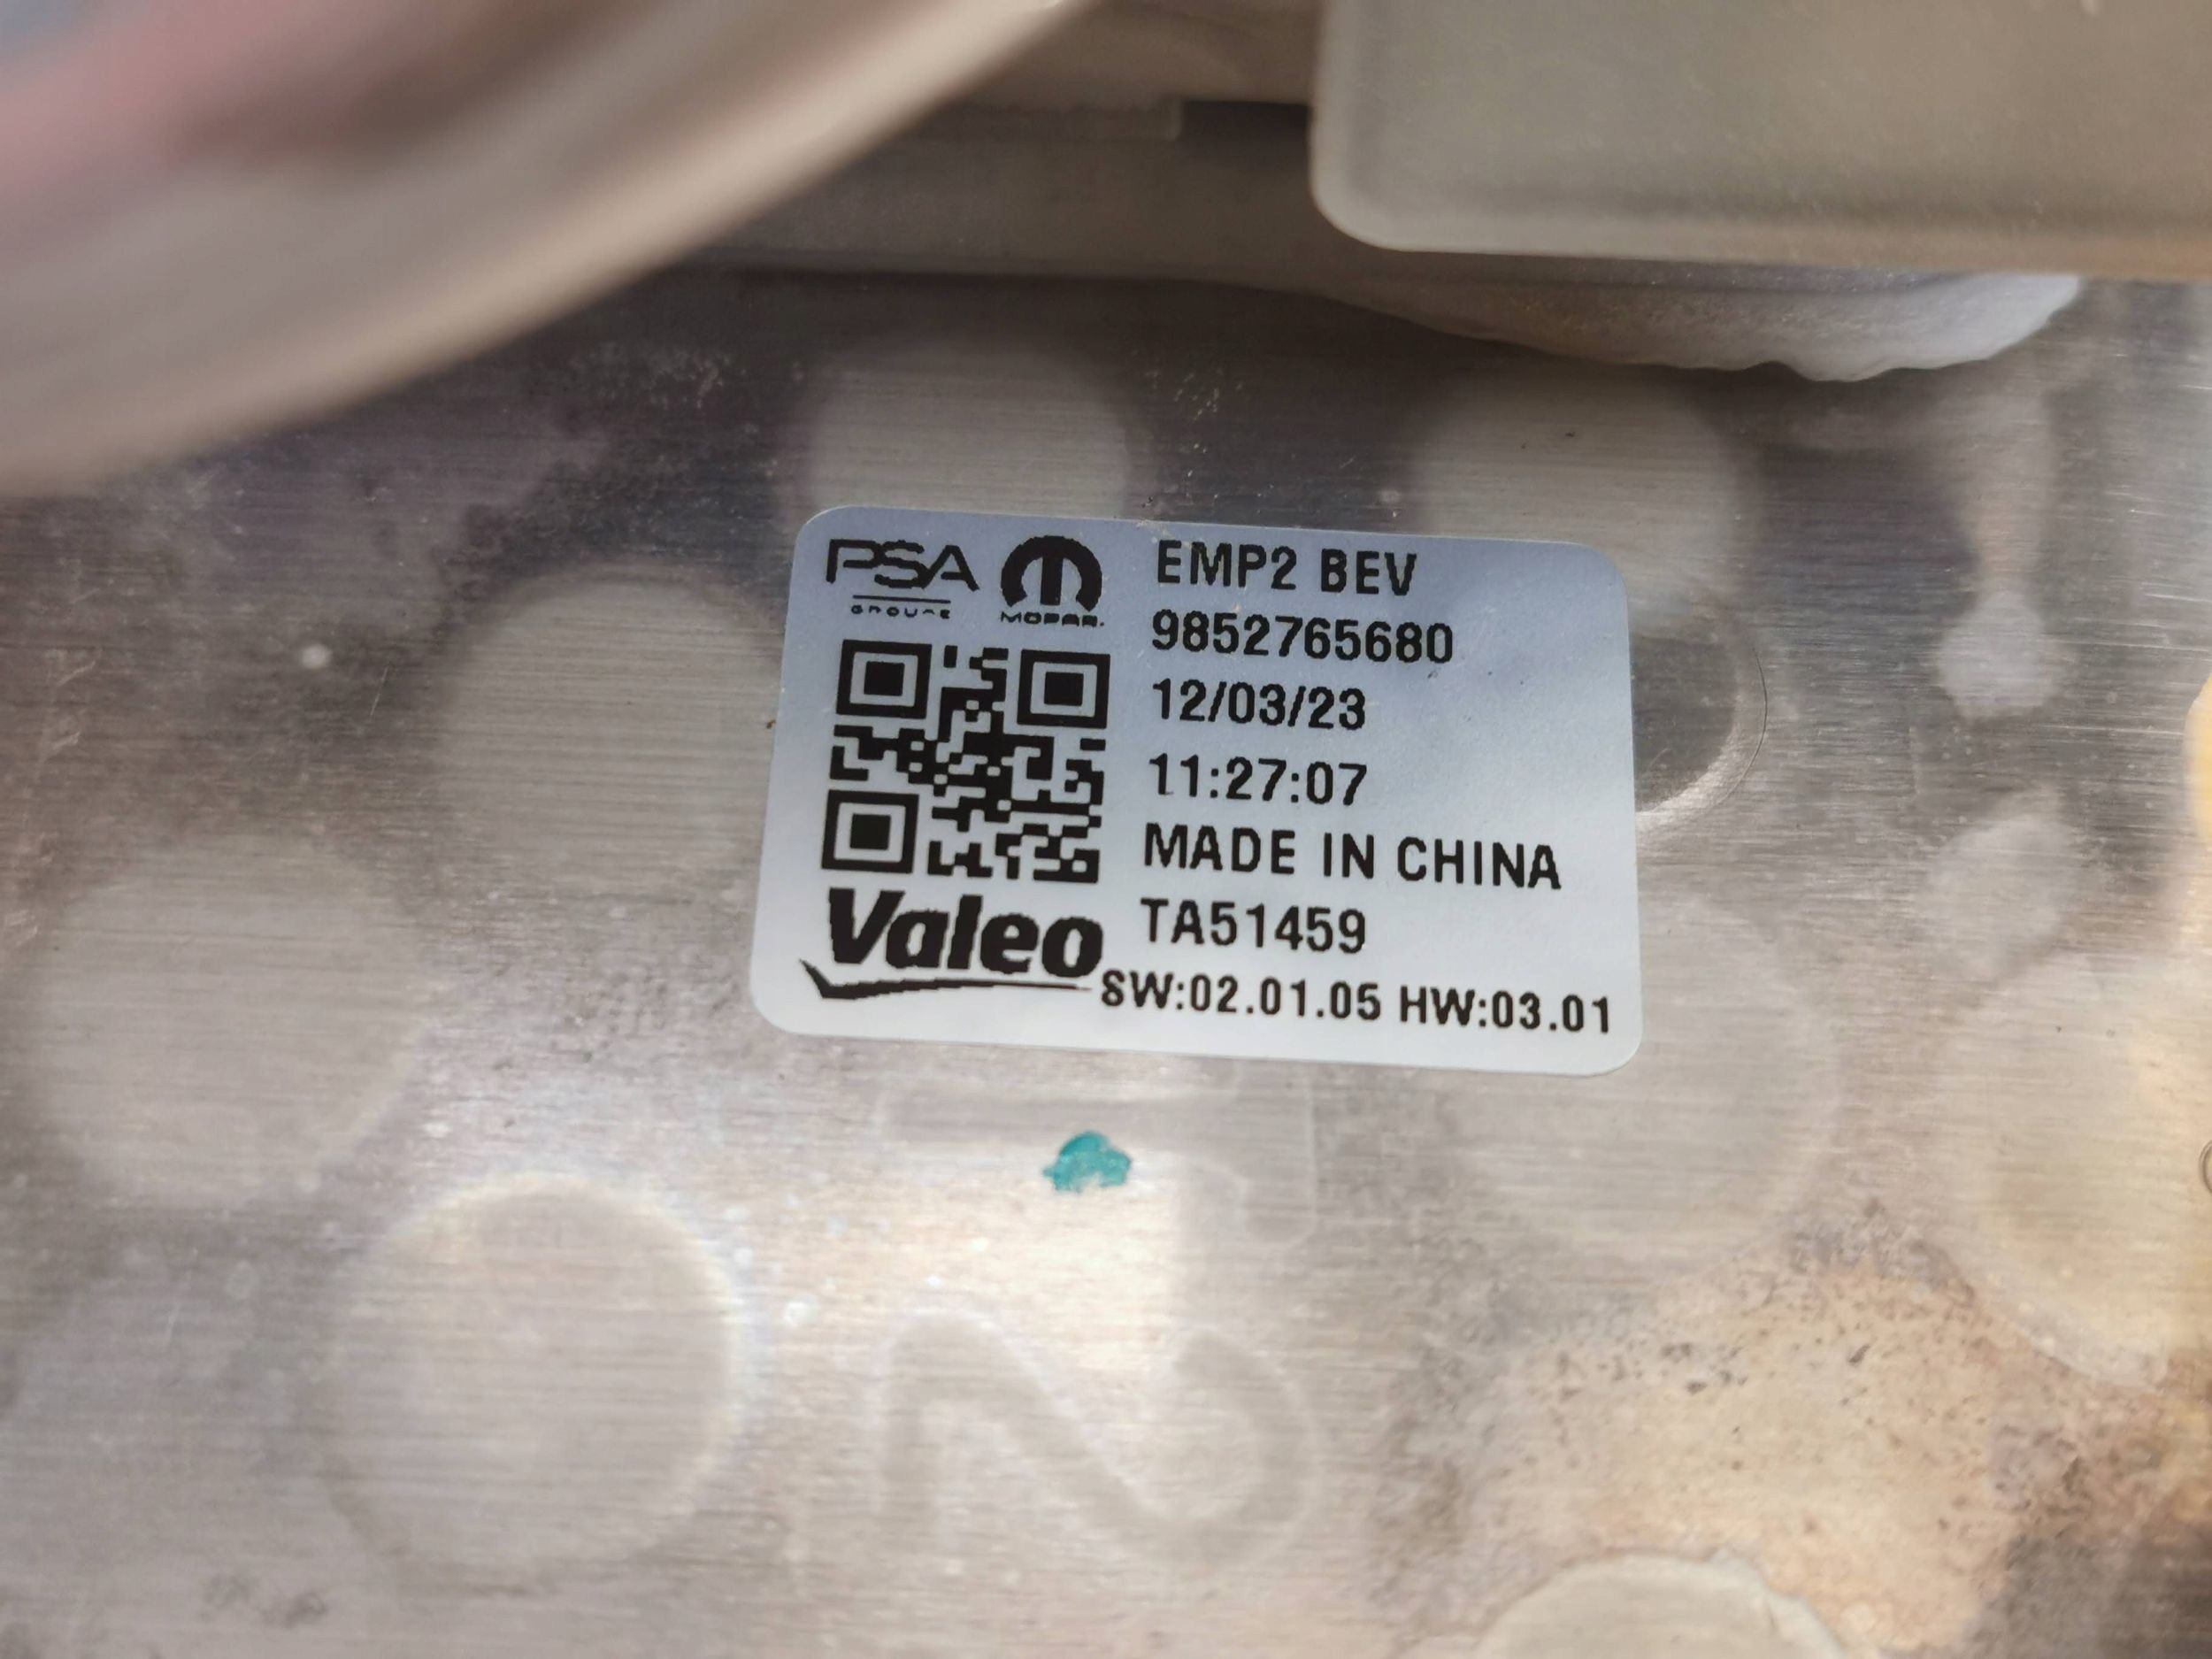 PSA
GROUPE
MOPAR.
EMP2 BEV
9852765680
12/03/23
11:27:07
MADE IN CHINA
TA51459
Valeo
SW:02.01.05 HW:03.01